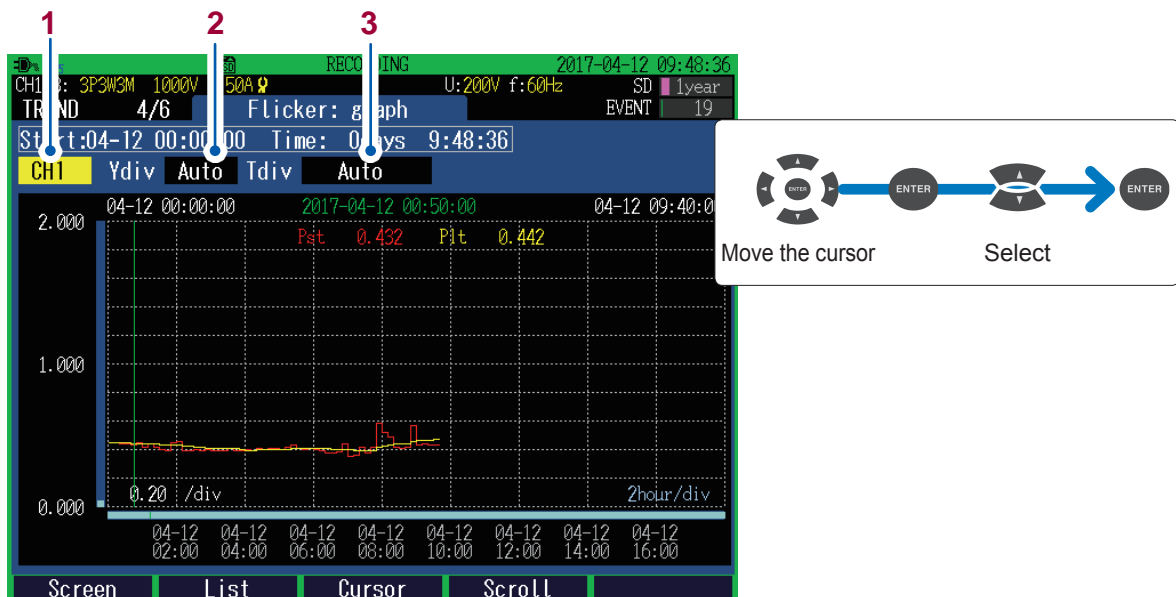 1 2 3
SD RECORDING 2017-04-12 09:48:36
3P3W3M 1000V 50A U:200V f:60Hz SD 1year
TREND 4/6 Flicker: graph EVENT 19
Start:04-12 00:00:00 Time: 0days 9:48:36
CH1 Ydiv Auto Tdiv Auto
04-12 00:00:00 2017-04-12 00:50:00 04-12 09:40:0
2.000
Pst 0.432 Plt 0.442
1.000
0.20 /div 2hour/div
0.000
04-12 04-12 04-12 04-12 04-12 04-12 04-12 04-12
02:00 04:00 06:00 08:00 10:00 12:00 14:00 16:00
Screen List Cursor Scroll
ENTER ENTER ENTER
Move the cursor Select